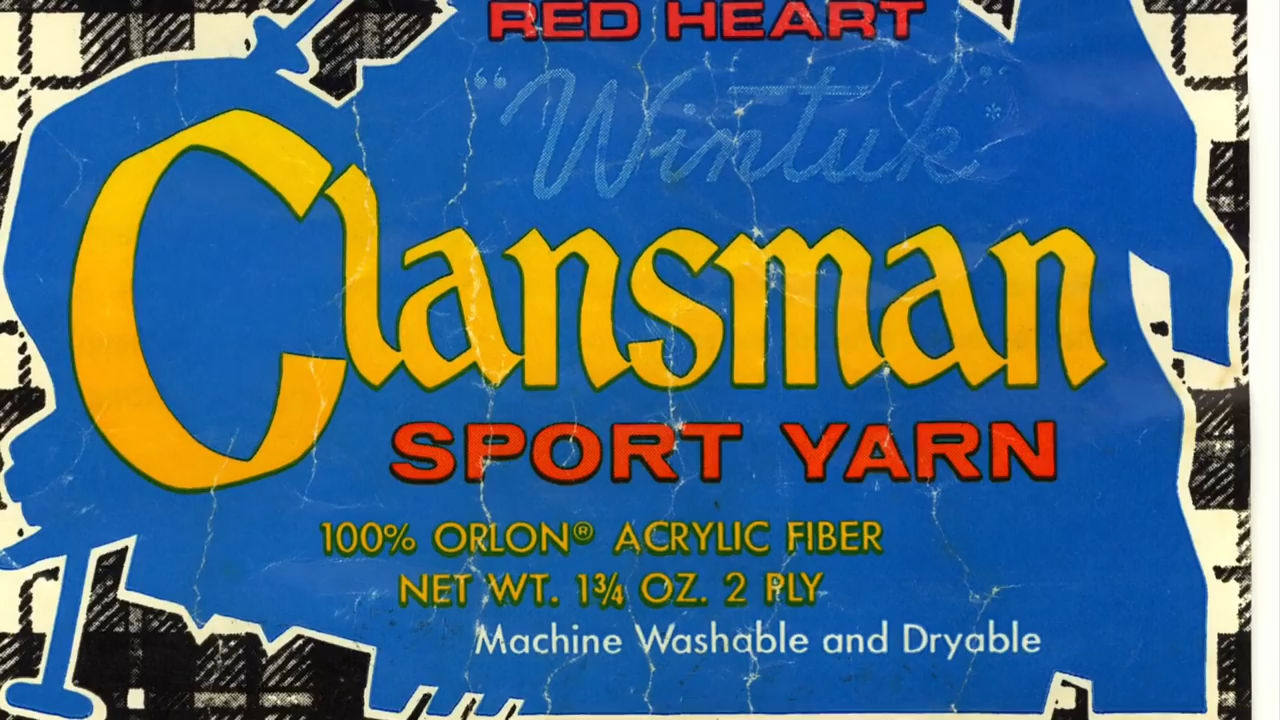 RED HEART
"Wintuk"*
Clansman
SPORT YARN
100% ORLON® ACRYLIC FIBER
NET WT. 1¾ OZ. 2 PLY
Machine Washable and Dryable